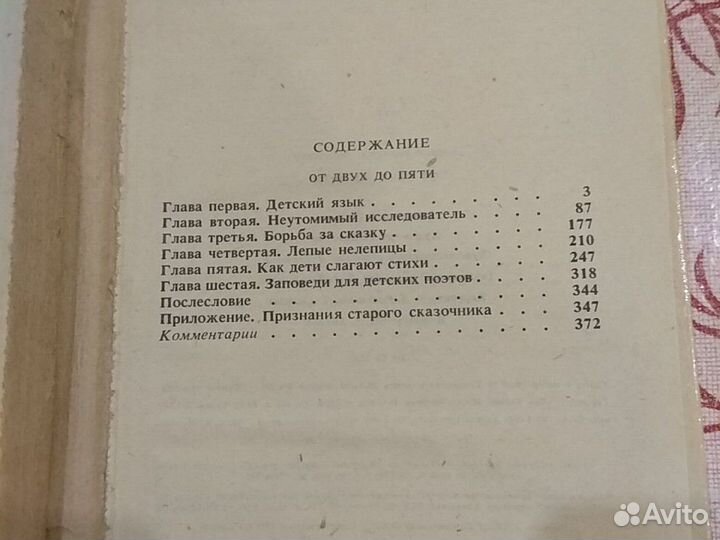 СОДЕРЖАНИЕ
ОТ ДВУХ ДО ПЯТИ
Глава первая. Детский язык . . . . . . . . . 3
Глава вторая. Неутомимый исследователь . . . . 87
Глава третья. Борьба за сказку . . . . . . . . 177
Глава четвертая. Лепые нелепицы . . . . . . . 210
Глава пятая. Как дети слагают стихи . . . . . . 247
Глава шестая. Заповеди для детских поэтов . . . . 318
Послесловие . . . . . . . . . . . . . 344
Приложение. Признания старого сказочника . . . . 347
Комментарии . . . . . . . . . . . . . 372
Avito